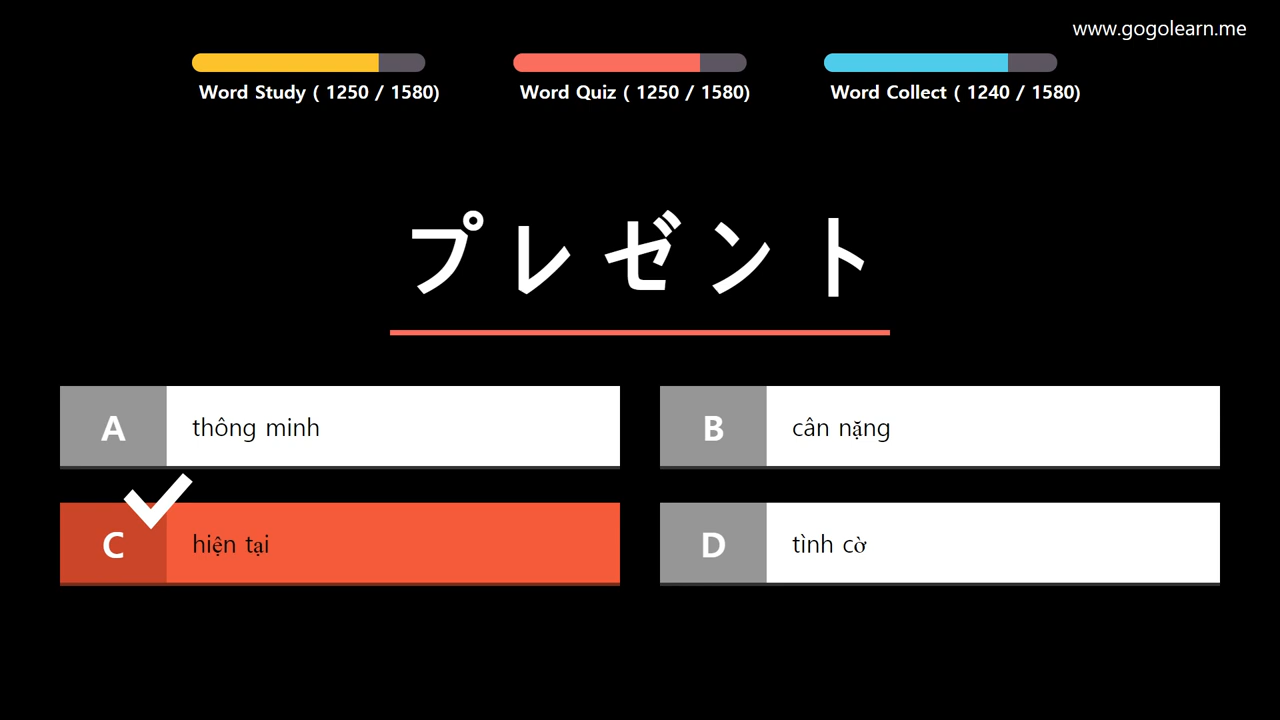 www.gogolearn.me
Word Study ( 1250 / 1580)
Word Quiz ( 1250 / 1580)
Word Collect ( 1240 / 1580)
プレゼント
A
thông minh
B
cân nặng
C
hiện tại
D
tình cờ